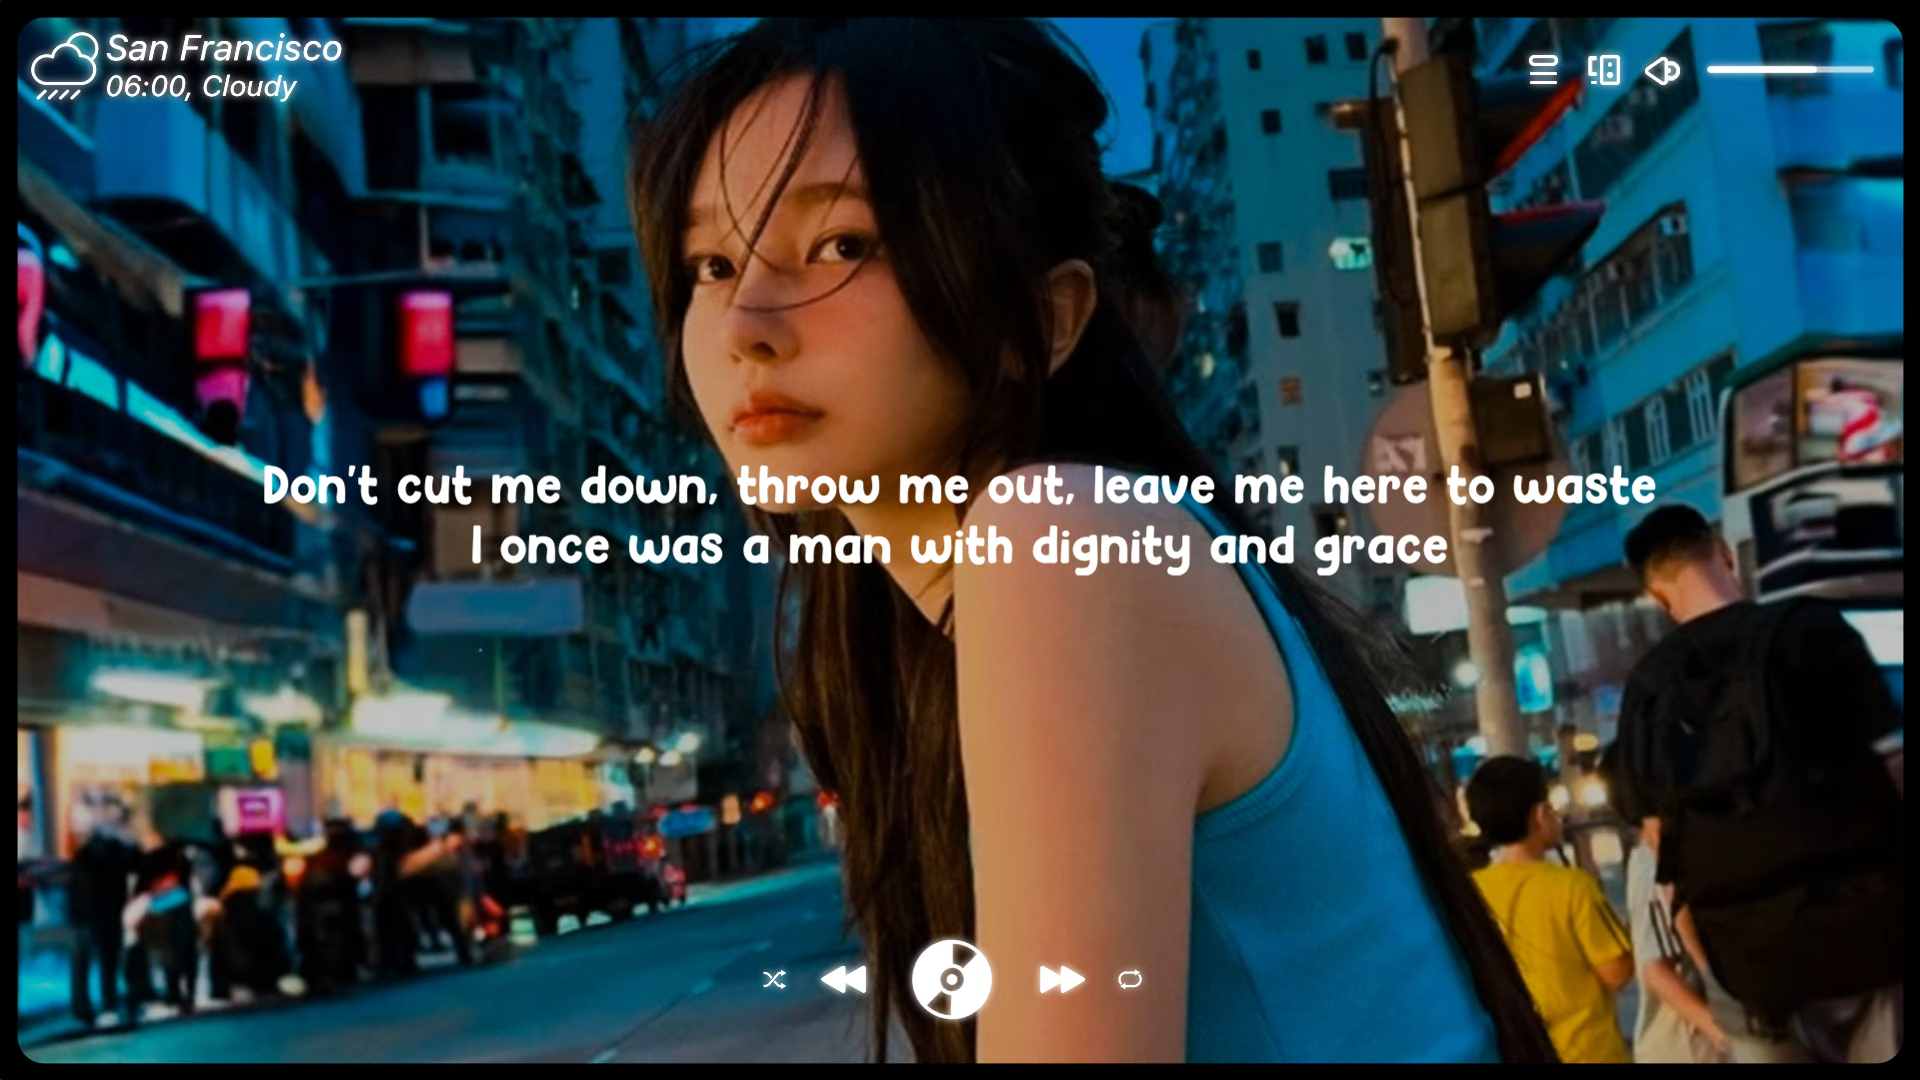 San Francisco
06:00, Cloudy
Don't cut me down, throw me out, leave me here to waste
I once was a man with dignity and grace